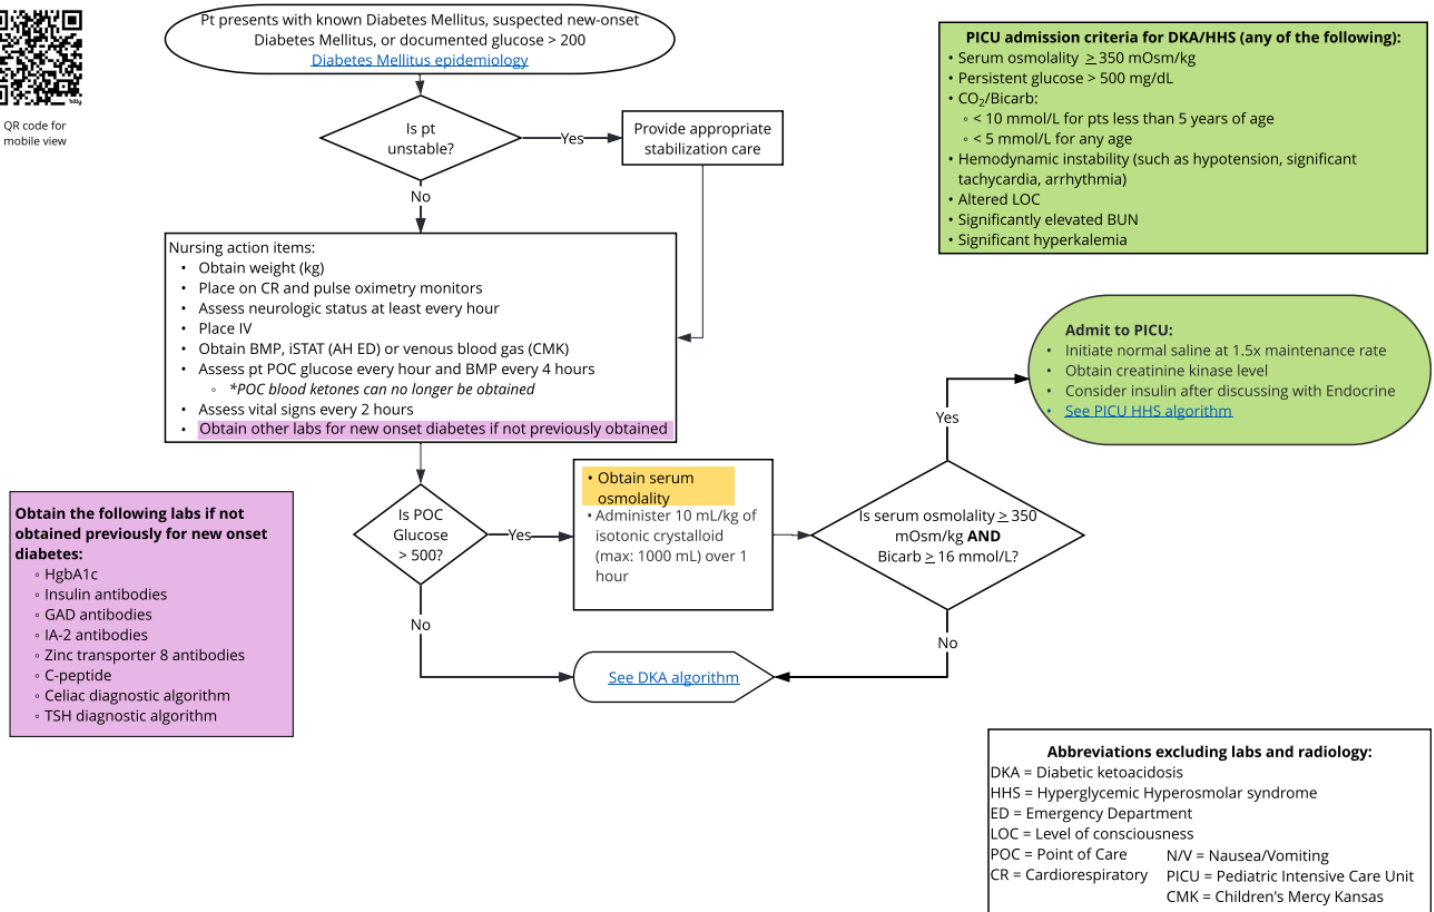 QR code for
mobile view
Pt presents with known Diabetes Mellitus, suspected new-onset
Diabetes Mellitus, or documented glucose > 200
Diabetes Mellitus epidemiology
Is pt
unstable?
Yes
Provide appropriate
stabilization care
No
Nursing action items:
• Obtain weight (kg)
• Place on CR and pulse oximetry monitors
• Assess neurologic status at least every hour
• Place IV
• Obtain BMP, iSTAT (AH ED) or venous blood gas (CMK)
• Assess pt POC glucose every hour and BMP every 4 hours
◦ *POC blood ketones can no longer be obtained
• Assess vital signs every 2 hours
• Obtain other labs for new onset diabetes if not previously obtained
PICU admission criteria for DKA/HHS (any of the following):
• Serum osmolality ≥ 350 mOsm/kg
• Persistent glucose > 500 mg/dL
• CO₂/Bicarb:
◦ < 10 mmol/L for pts less than 5 years of age
◦ < 5 mmol/L for any age
• Hemodynamic instability (such as hypotension, significant
tachycardia, arrhythmia)
• Altered LOC
• Significantly elevated BUN
• Significant hyperkalemia
Admit to PICU:
• Initiate normal saline at 1.5x maintenance rate
• Obtain creatinine kinase level
• Consider insulin after discussing with Endocrine
• See PICU HHS algorithm
Yes
Is POC
Glucose
> 500?
Yes
• Obtain serum
osmolality
• Administer 10 mL/kg of
isotonic crystalloid
(max: 1000 mL) over 1
hour
Is serum osmolality ≥ 350
mOsm/kg AND
Bicarb ≥ 16 mmol/L?
No
No
See DKA algorithm
Obtain the following labs if not
obtained previously for new onset
diabetes:
◦ HgbA1c
◦ Insulin antibodies
◦ GAD antibodies
◦ IA-2 antibodies
◦ Zinc transporter 8 antibodies
◦ C-peptide
◦ Celiac diagnostic algorithm
◦ TSH diagnostic algorithm
Abbreviations excluding labs and radiology:
DKA = Diabetic ketoacidosis
HHS = Hyperglycemic Hyperosmolar syndrome
ED = Emergency Department
LOC = Level of consciousness
POC = Point of Care
CR = Cardiorespiratory
N/V = Nausea/Vomiting
PICU = Pediatric Intensive Care Unit
CMK = Children's Mercy Kansas